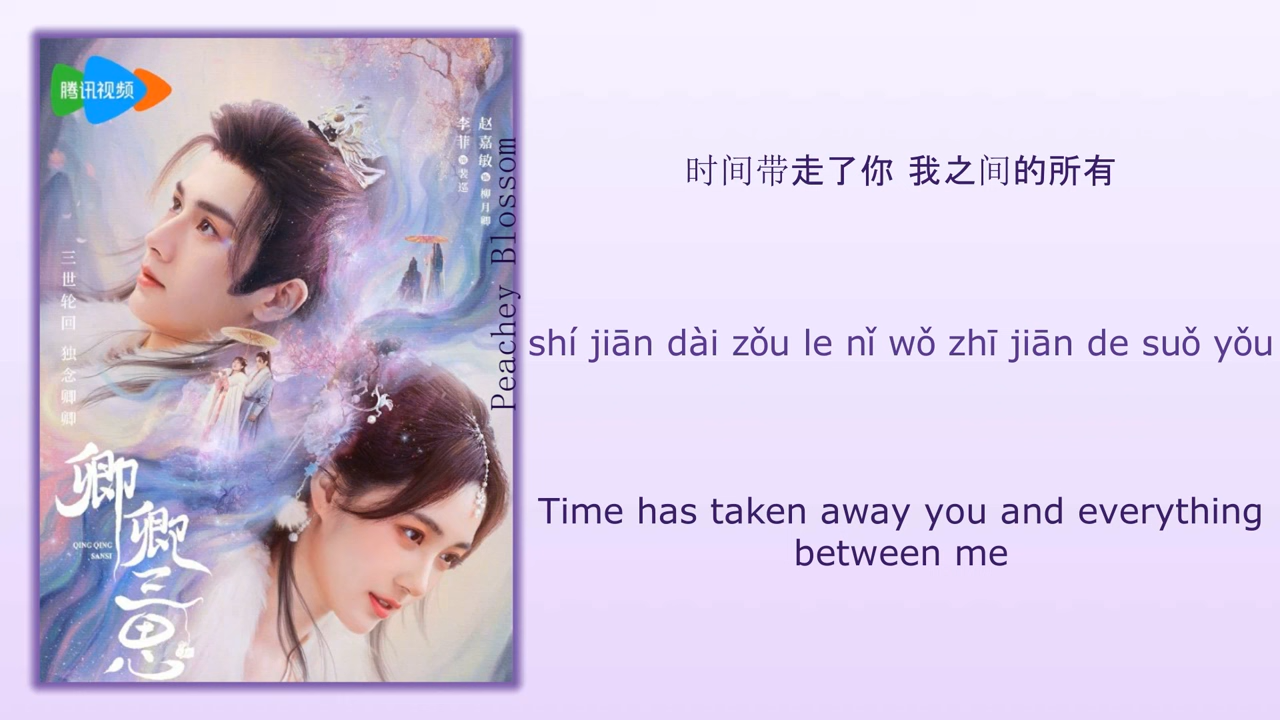 腾讯视频
赵嘉敏 饰 柳月卿
李菲 饰 裴巡
三世轮回 独念卿卿
卿卿三思
QING QING
SANSI
Peachey Blossom
时间带走了你 我之间的所有
shí jiān dài zǒu le nǐ wǒ zhī jiān de suǒ yǒu
Time has taken away you and everything
between me